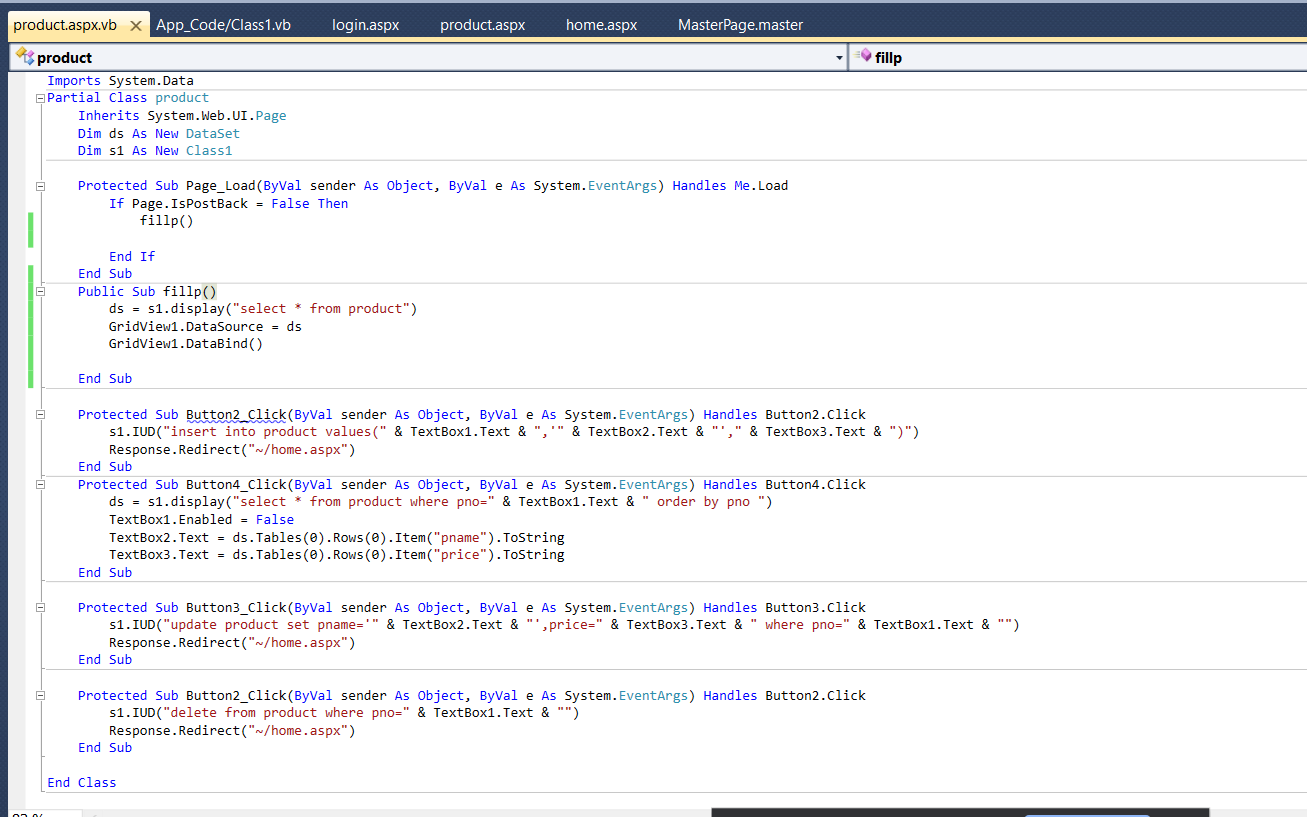 product.aspx.vb App_Code/Class1.vb login.aspx product.aspx home.aspx MasterPage.master
product fillp
Imports System.Data
Partial Class product
Inherits System.Web.UI.Page
Dim ds As New DataSet
Dim s1 As New Class1
Protected Sub Page_Load(ByVal sender As Object, ByVal e As System.EventArgs) Handles Me.Load
If Page.IsPostBack = False Then
fillp()
End If
End Sub
Public Sub fillp()
ds = s1.display("select * from product")
GridView1.DataSource = ds
GridView1.DataBind()
End Sub
Protected Sub Button2_Click(ByVal sender As Object, ByVal e As System.EventArgs) Handles Button2.Click
s1.IUD("insert into product values(" & TextBox1.Text & ",'" & TextBox2.Text & "'," & TextBox3.Text & ")")
Response.Redirect("~/home.aspx")
End Sub
Protected Sub Button4_Click(ByVal sender As Object, ByVal e As System.EventArgs) Handles Button4.Click
ds = s1.display("select * from product where pno=" & TextBox1.Text & " order by pno ")
TextBox1.Enabled = False
TextBox2.Text = ds.Tables(0).Rows(0).Item("pname").ToString
TextBox3.Text = ds.Tables(0).Rows(0).Item("price").ToString
End Sub
Protected Sub Button3_Click(ByVal sender As Object, ByVal e As System.EventArgs) Handles Button3.Click
s1.IUD("update product set pname='" & TextBox2.Text & "',price=" & TextBox3.Text & " where pno=" & TextBox1.Text & "")
Response.Redirect("~/home.aspx")
End Sub
Protected Sub Button2_Click(ByVal sender As Object, ByVal e As System.EventArgs) Handles Button2.Click
s1.IUD("delete from product where pno=" & TextBox1.Text & "")
Response.Redirect("~/home.aspx")
End Sub
End Class